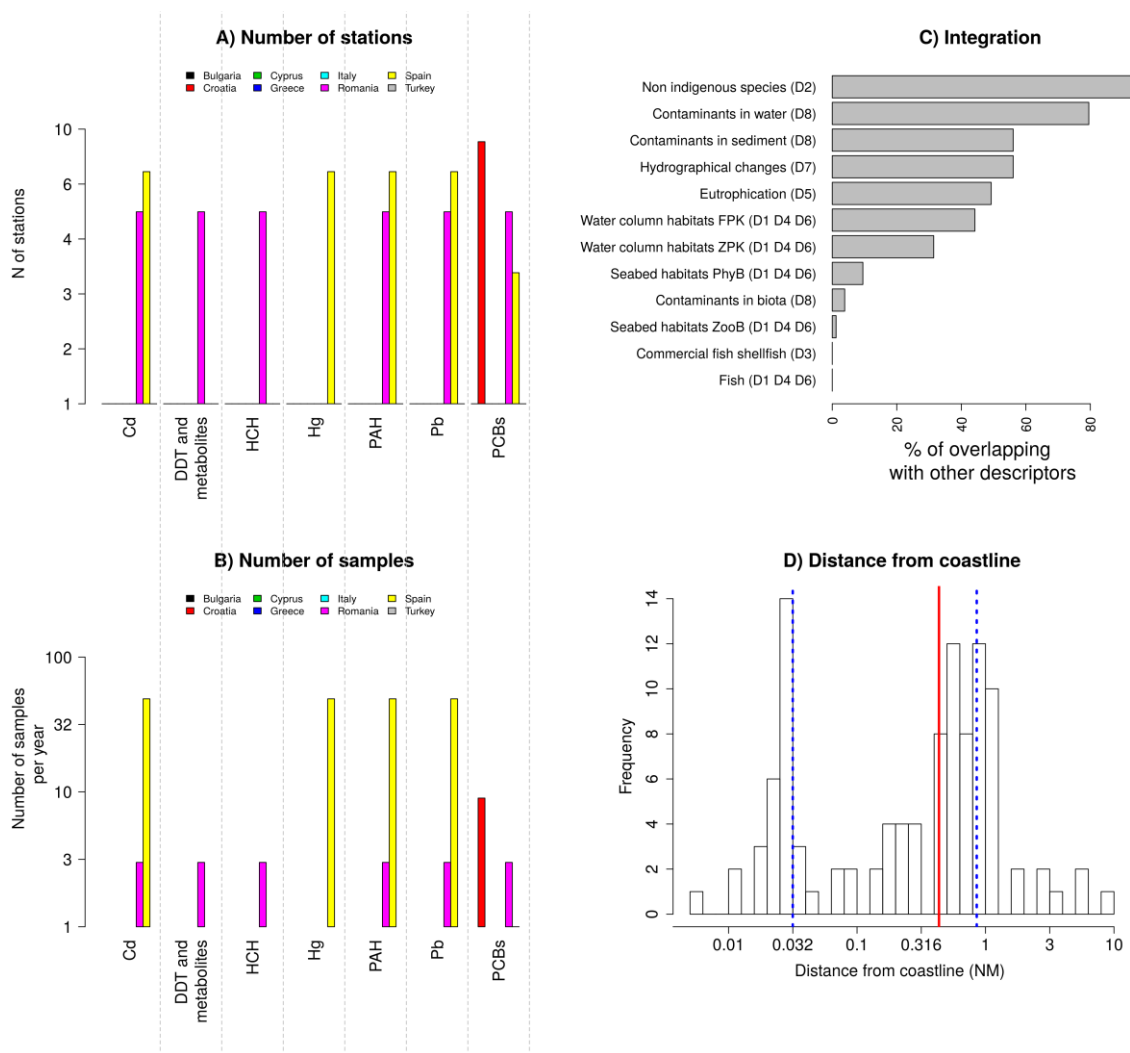 A) Number of stations
Bulgaria Cyprus Italy Spain
Croatia Greece Romania Turkey
N of stations
10
6
4
3
2
1
Cd
DDT and
metabolites
HCH
Hg
PAH
Pb
PCBs
C) Integration
Non indigenous species (D2)
Contaminants in water (D8)
Contaminants in sediment (D8)
Hydrographical changes (D7)
Eutrophication (D5)
Water column habitats FPK (D1 D4 D6)
Water column habitats ZPK (D1 D4 D6)
Seabed habitats PhyB (D1 D4 D6)
Contaminants in biota (D8)
Seabed habitats ZooB (D1 D4 D6)
Commercial fish shellfish (D3)
Fish (D1 D4 D6)
0 20 40 60 80
% of overlapping
with other descriptors
B) Number of samples
Bulgaria Cyprus Italy Spain
Croatia Greece Romania Turkey
Number of samples
per year
100
32
10
3
1
Cd
DDT and
metabolites
HCH
Hg
PAH
Pb
PCBs
D) Distance from coastline
Frequency
14
12
10
8
6
4
2
0
0.01 0.032 0.1 0.316 1 3 10
Distance from coastline (NM)